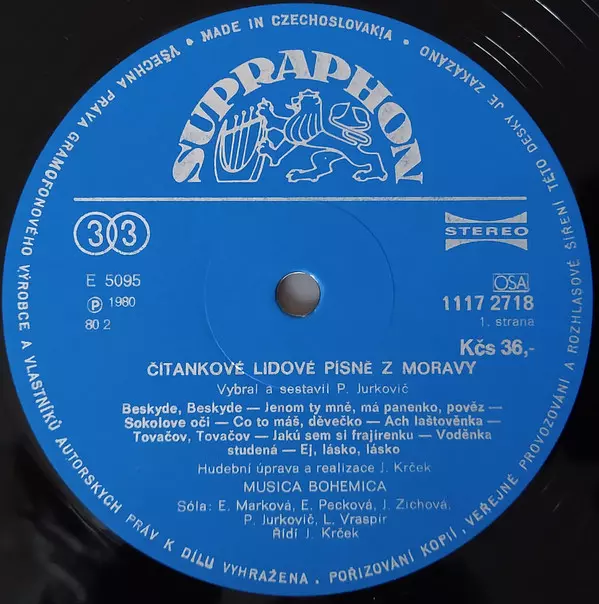 VŠECHNA PRÁVA GRAMOFONOVÉHO VÝROBCE A VLASTNÍKŮ AUTORSKÝCH PRÁV K DÍLU VYHRAŽENA. POŘIZOVÁNÍ KOPIÍ, VEŘEJNÉ PROVOZOVÁNÍ A ROZHLASOVÉ ŠÍŘENÍ TÉTO DESKY JE ZAKÁZÁNO • MADE IN CZECHOSLOVAKIA •
SUPRAPHON
33
STEREO
E 5095
℗ 1980
80 2
OSA
1117 2718
1. strana
Kčs 36,-
ČÍTANKOVÉ LIDOVÉ PÍSNĚ Z MORAVY
Vybral a sestavil P. Jurkovič
Beskyde, Beskyde — Jenom ty mně, má panenko, pověz —
Sokolove oči — Co to máš, děvečko — Ach laštověnka —
Tovačov, Tovačov — Jakú sem si frajírenku — Voděnka
studená — Ej, lásko, lásko
Hudební úprava a realizace J. Krček
MUSICA BOHEMICA
Sóla: E. Marková, E. Pecková, J. Zichová,
P. Jurkovič, L. Vraspír
Řídí J. Krček